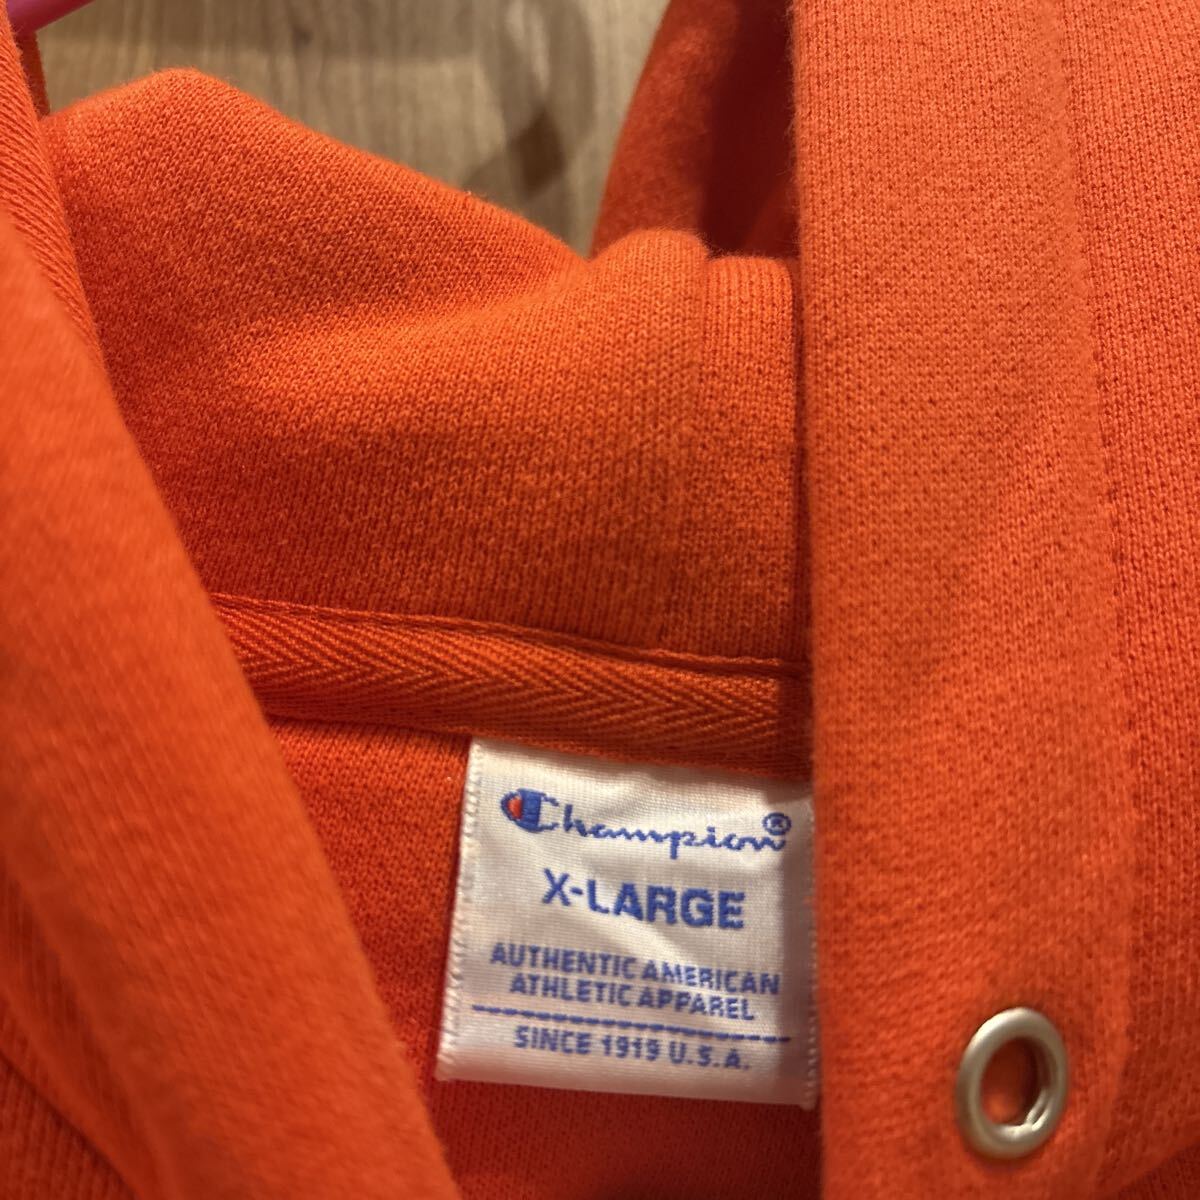 Champion®
X-LARGE
AUTHENTIC AMERICAN
ATHLETIC APPAREL
SINCE 1919 U.S.A.